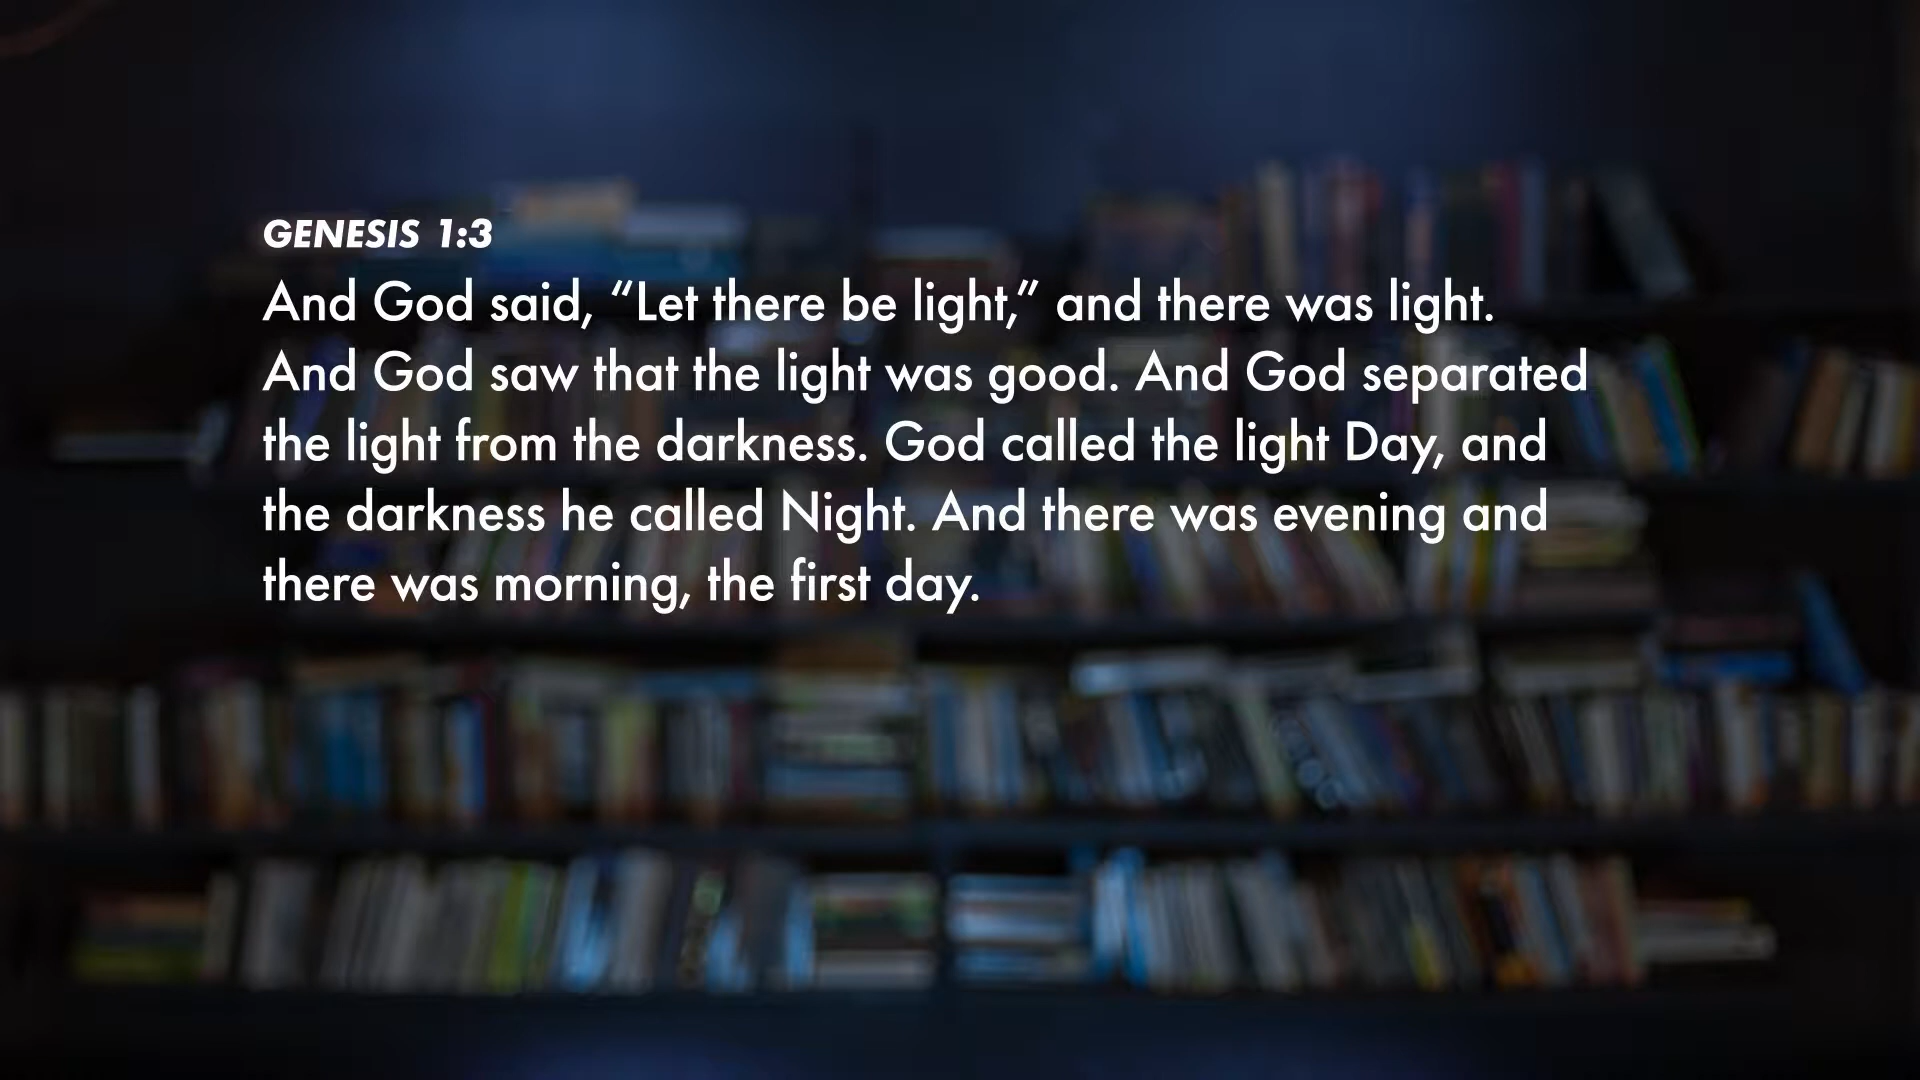 GENESIS 1:3
And God said, “Let there be light,” and there was light.
And God saw that the light was good. And God separated
the light from the darkness. God called the light Day, and
the darkness he called Night. And there was evening and
there was morning, the first day.